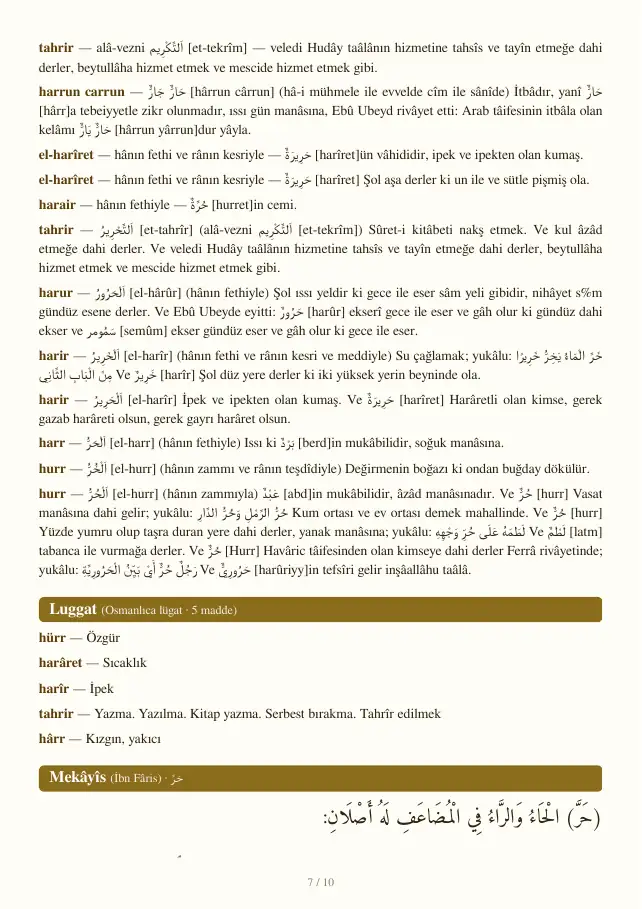 tahrir — alâ-vezni اَلتَّكْرِيم [et-tekrîm] — veledi Hudây taâlânın hizmetine tahsîs ve tayîn etmeğe dahi
derler, beytullâha hizmet etmek ve mescide hizmet etmek gibi.
harrun carrun — حَارٌّ جَارٌّ [hârrun cârrun] (hâ-i mühmele ile evvelde cîm ile sânîde) İtbâdır, yanî حَارٌّ
[hârr]a tebeiyyetle zikr olunmadır, ıssı gün manâsına, Ebû Ubeyd rivâyet etti: Arab tâifesinin itbâla olan
kelâmı حَارٌّ يَارٌّ [hârrun yârrun]dur yâyla.
el-harîret — hânın fethi ve rânın kesriyle — حَرِيرَةٌ [harîret]ün vâhididir, ipek ve ipekten olan kumaş.
el-harîret — hânın fethi ve rânın kesriyle — حَرِيرَةٌ [harîret] Şol aşa derler ki un ile ve sütle pişmiş ola.
harair — hânın fethiyle — حُرَّةٌ [hurret]in cemi.
tahrir — اَلتَّحْرِيرُ [et-tahrîr] (alâ-vezni اَلتَّكْرِيم [et-tekrîm]) Sûret-i kitâbeti nakş etmek. Ve kul âzâd
etmeğe dahi derler. Ve veledi Hudây taâlânın hizmetine tahsîs ve tayîn etmeğe dahi derler, beytullâha
hizmet etmek ve mescide hizmet etmek gibi.
harur — اَلْحَرُورُ [el-hârûr] (hânın fethiyle) Şol ıssı yeldir ki gece ile eser sâm yeli gibidir, nihâyet s%m
gündüz esene derler. Ve Ebû Ubeyde eyitti: حَرُورٌ [harûr] ekserî gece ile eser ve gâh olur ki gündüz dahi
ekser ve سَمُومر [semûm] ekser gündüz eser ve gâh olur ki gece ile eser.
harir — اَلْخَرِيرُ [el-harîr] (hânın fethi ve rânın kesri ve meddiyle) Su çağlamak; yukâlu: خَرَّ الْمَاءُ يَخِرُّ خَرِيرًا
مِنَ الْبَابِ الثَّانِي Ve خَرِيرٌ [harîr] Şol düz yere derler ki iki yüksek yerin beyninde ola.
harir — اَلْحَرِيرُ [el-harîr] İpek ve ipekten olan kumaş. Ve حَرِيرَةٌ [harîret] Harâretli olan kimse, gerek
gazab harâreti olsun, gerek gayrı harâret olsun.
harr — اَلْحَرُّ [el-harr] (hânın fethiyle) Issı ki بَرْدٌ [berd]in mukâbilidir, soğuk manâsına.
hurr — اَلْخُرُّ [el-hurr] (hânın zammı ve rânın teşdîdiyle) Değirmenin boğazı ki ondan buğday dökülür.
hurr — اَلْحُرُّ [el-hurr] (hânın zammıyla) عَبْدٌ [abd]in mukâbilidir, âzâd manâsınadır. Ve حُرٌّ [hurr] Vasat
manâsına dahi gelir; yukâlu: حُرُّ الرَّمْلِ وَحُرُّ الدَّارِ Kum ortası ve ev ortası demek mahallinde. Ve حُرٌّ [hurr]
Yüzde yumru olup taşra duran yere dahi derler, yanak manâsına; yukâlu: لَطَمَهُ عَلَى حُرِّ وَجْهِهِ Ve لَطْمٌ [latm]
tabanca ile vurmağa derler. Ve حُرٌّ [Hurr] Havâric tâifesinden olan kimseye dahi derler Ferrâ rivâyetinde;
yukâlu: رَجُلٌ حُرٌّ أَيْ بَيِّنُ الْحَرُورِيَّةِ Ve حَرُورِيٌّ [harûriyy]in tefsîri gelir inşâallâhu taâlâ.
Luggat (Osmanlıca lügat · 5 madde)
hürr — Özgür
harâret — Sıcaklık
harîr — İpek
tahrir — Yazma. Yazılma. Kitap yazma. Serbest bırakma. Tahrîr edilmek
hârr — Kızgın, yakıcı
Mekâyîs (İbn Fâris) · حَرَّ
(حَرَّ) الْحَاءُ وَالرَّاءُ فِي الْمُضَاعَفِ لَهُ أَصْلَانِ:
7 / 10